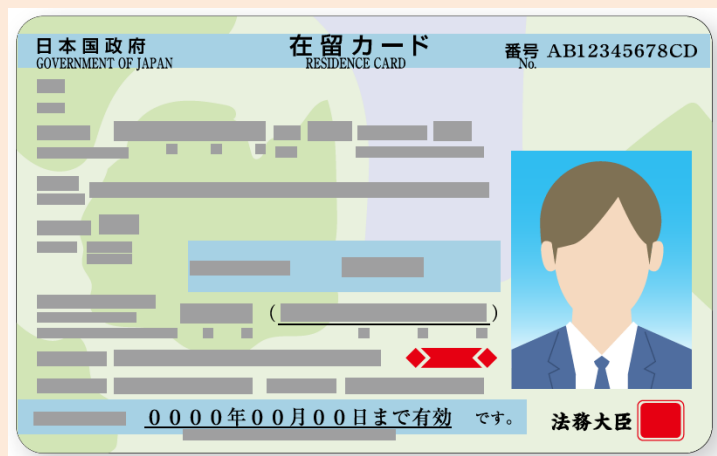 日本国政府 在留カード 番号 AB12345678CD
GOVERNMENT OF JAPAN RESIDENCE CARD No.
( )
0000年00月00日まで有効 です。 法務大臣